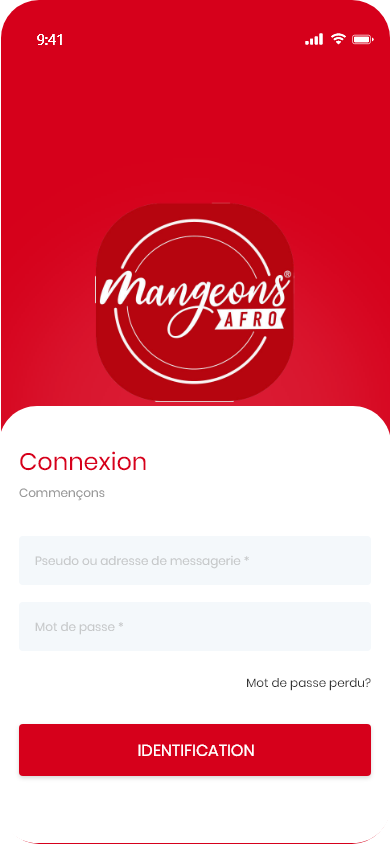 9:41
Mangeons®
AFRO
Connexion
Commençons
Pseudo ou adresse de messagerie *
Mot de passe *
Mot de passe perdu?
IDENTIFICATION